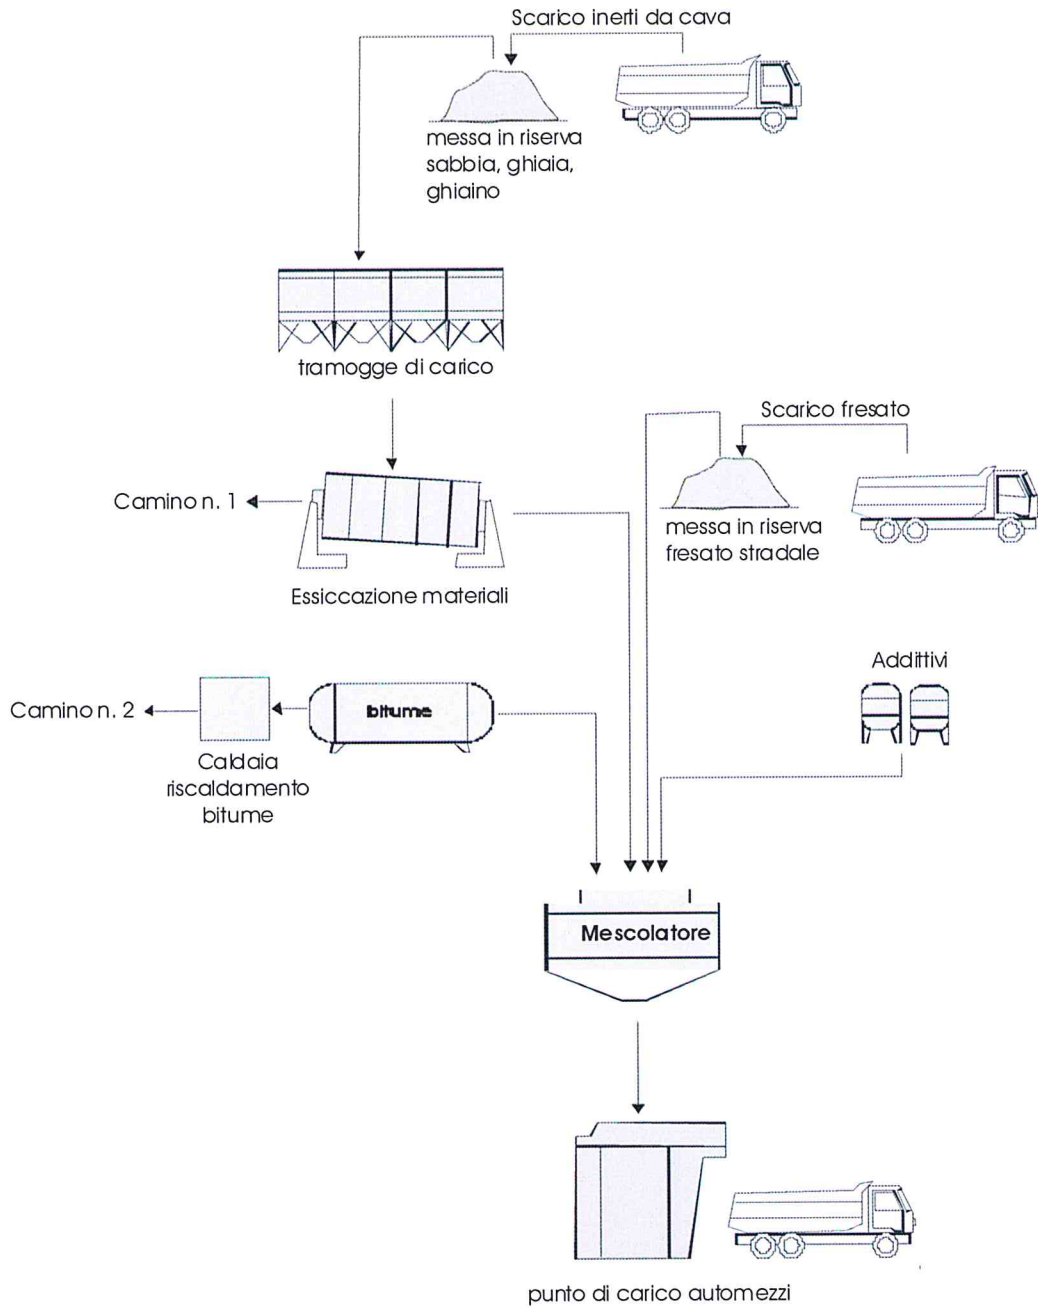 Scarico inerti da cava
messa in riserva
sabbia, ghiaia,
ghiaino
tramogge di carico
Scarico fresato
Camino n. 1
messa in riserva
fresato stradale
Essiccazione materiali
Addittivi
Camino n. 2
bitume
Caldaia
riscaldamento
bitume
Mescolatore
punto di carico automezzi